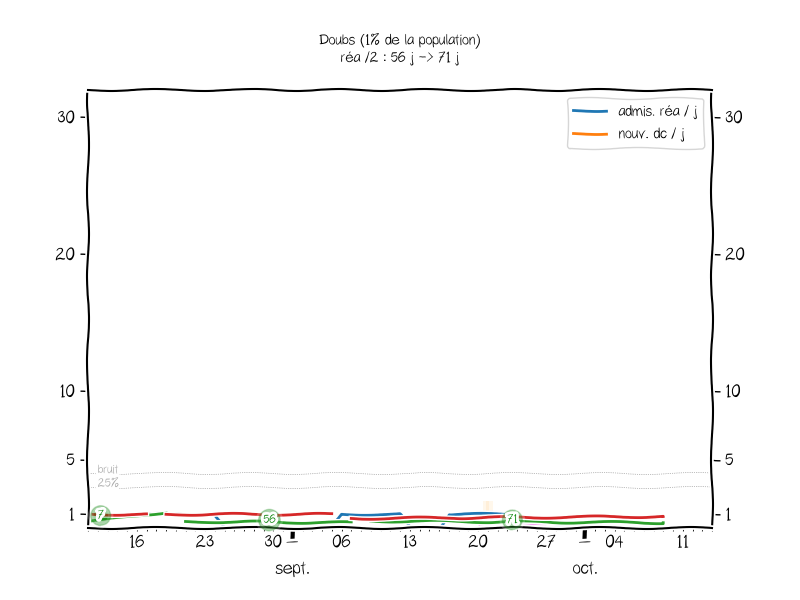 Doubs (1% de la population)
réa /2 : 56 j -> 71 j
admis. réa / j
nouv. dc / j
30
30
20
20
10
10
5
5
bruit
25%
1
1
7
56
71
16 23 30 06 13 20 27 04 11
sept. oct.